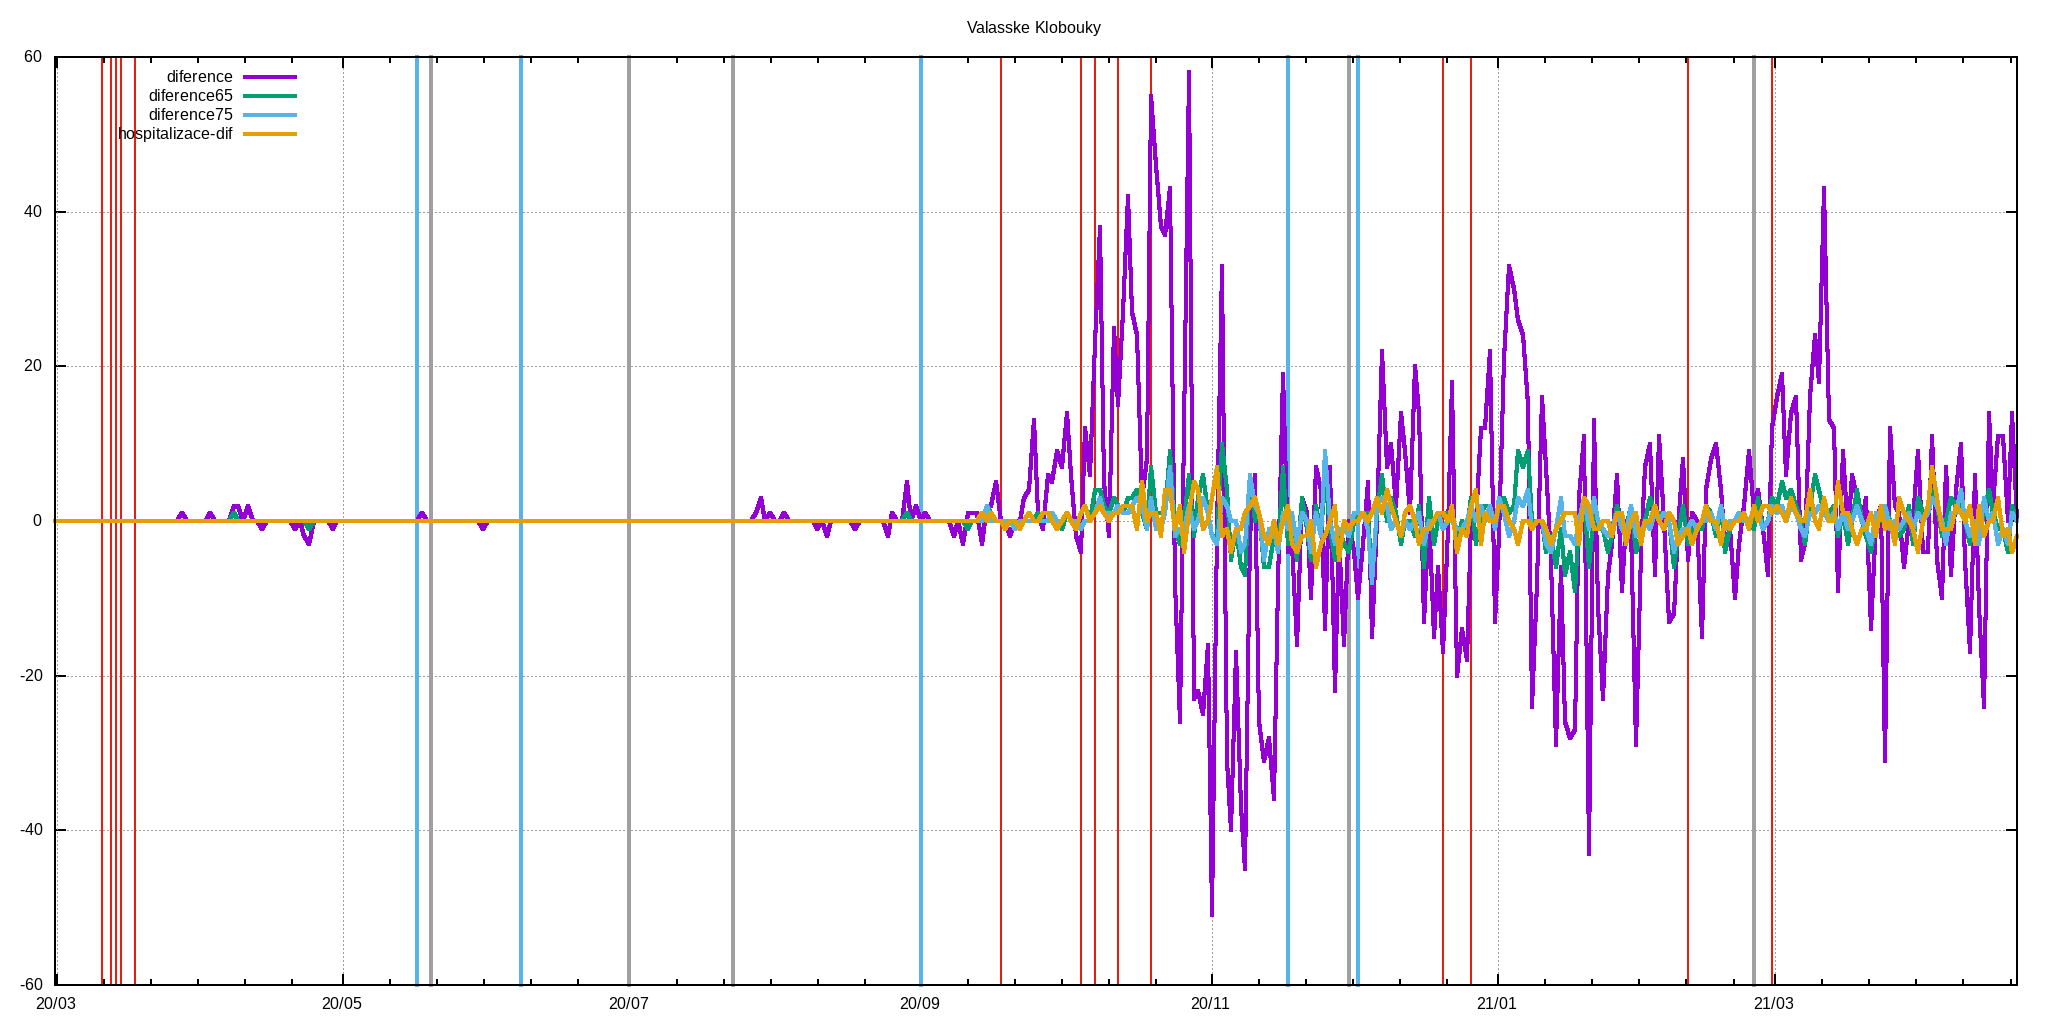 Valasske Klobouky
60
diference
diference65
diference75
hospitalizace-dif
40
20
0
-20
-40
-60
20/03 20/05 20/07 20/09 20/11 21/01 21/03